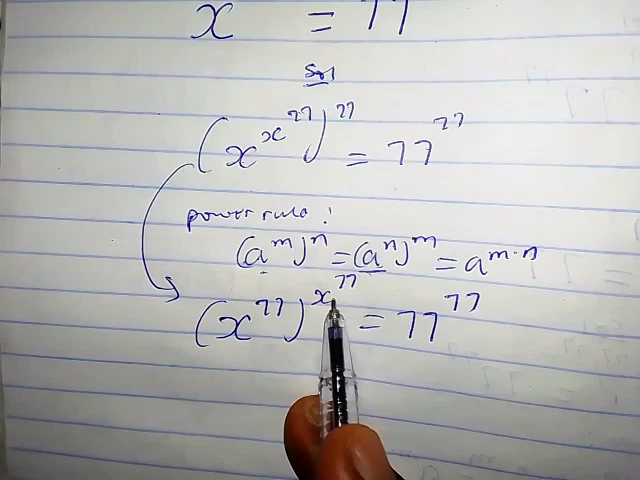 x = 77
Sol
(x^x^77)^77 = 77^77
power rule :
(a^m)^n = (a^n)^m = a^m·n
(x^77)^x^77 = 77^77